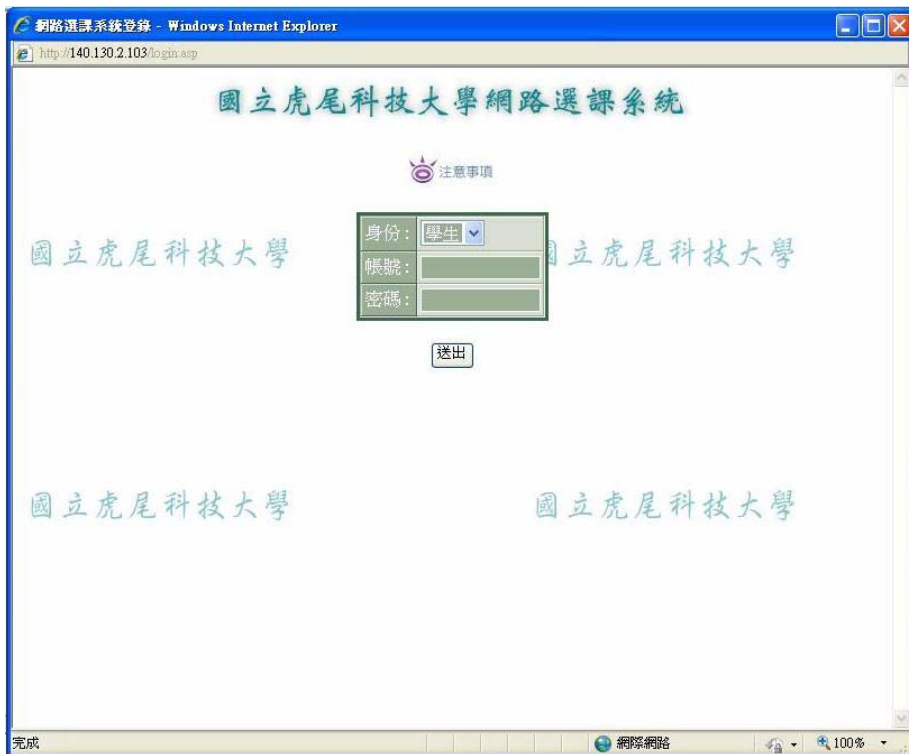 網路選課系統登錄 - Windows Internet Explorer
http://140.130.2.103/login.asp
國立虎尾科技大學網路選課系統
注意事項
身份: 學生
國立虎尾科技大學 國立虎尾科技大學
帳號:
密碼:
送出
國立虎尾科技大學 國立虎尾科技大學
完成 網際網路 100%